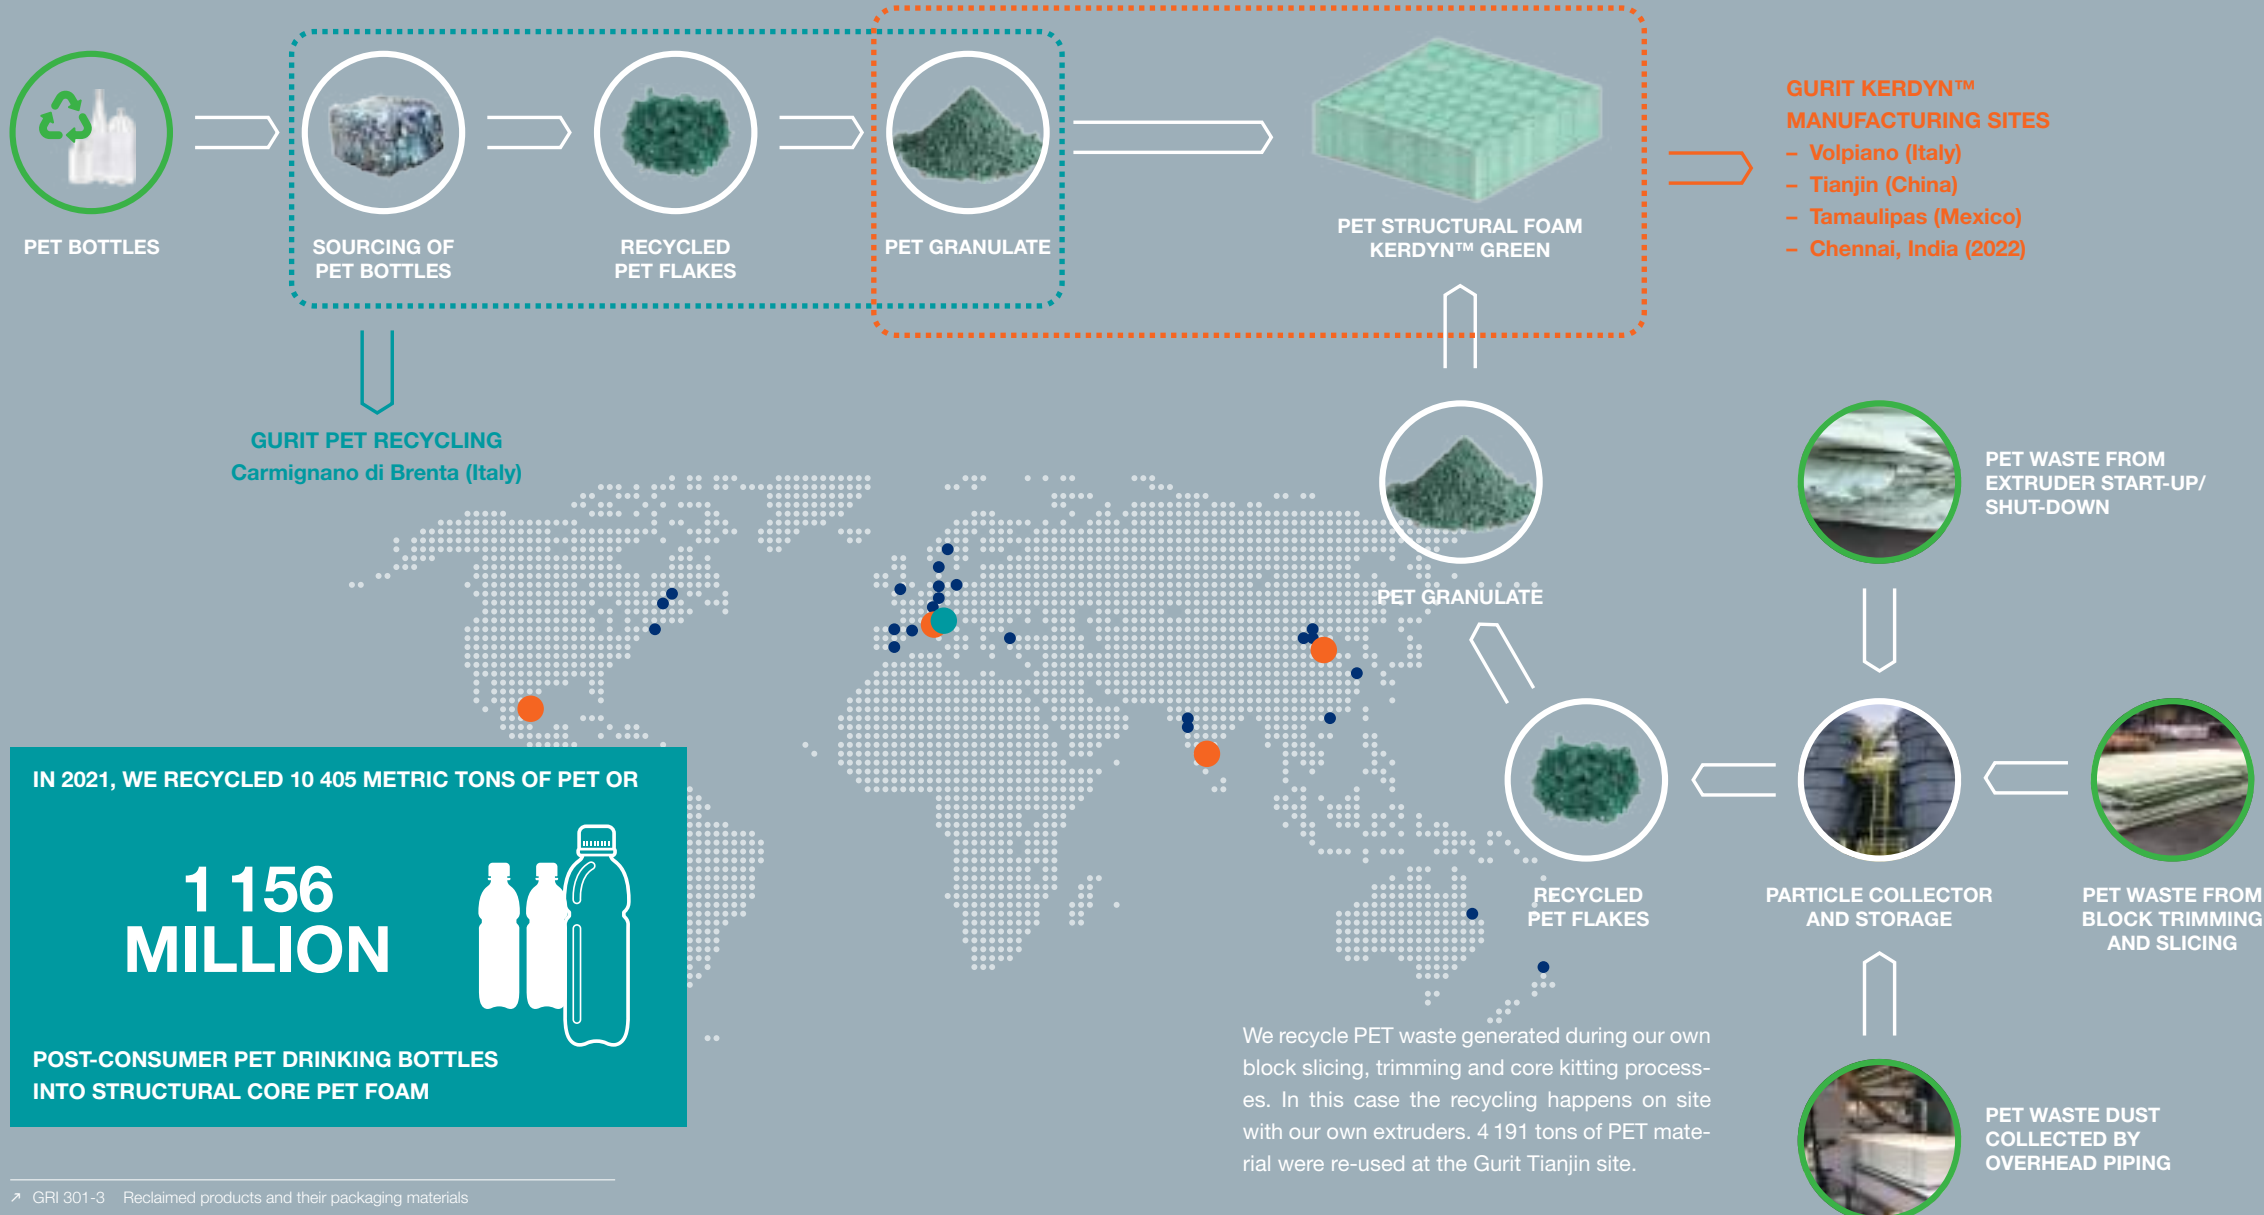 PET BOTTLES
SOURCING OF
PET BOTTLES
RECYCLED
PET FLAKES
PET GRANULATE
PET STRUCTURAL FOAM
KERDYN™ GREEN
GURIT KERDYN™
MANUFACTURING SITES
– Volpiano (Italy)
– Tianjin (China)
– Tamaulipas (Mexico)
– Chennai, India (2022)
GURIT PET RECYCLING
Carmignano di Brenta (Italy)
PET GRANULATE
PET WASTE FROM
EXTRUDER START-UP/
SHUT-DOWN
RECYCLED
PET FLAKES
PARTICLE COLLECTOR
AND STORAGE
PET WASTE FROM
BLOCK TRIMMING
AND SLICING
PET WASTE DUST
COLLECTED BY
OVERHEAD PIPING
IN 2021, WE RECYCLED 10 405 METRIC TONS OF PET OR
1 156
MILLION
POST-CONSUMER PET DRINKING BOTTLES
INTO STRUCTURAL CORE PET FOAM
We recycle PET waste generated during our own
block slicing, trimming and core kitting process-
es. In this case the recycling happens on site
with our own extruders. 4 191 tons of PET mate-
rial were re-used at the Gurit Tianjin site.
↗ GRI 301-3 Reclaimed products and their packaging materials